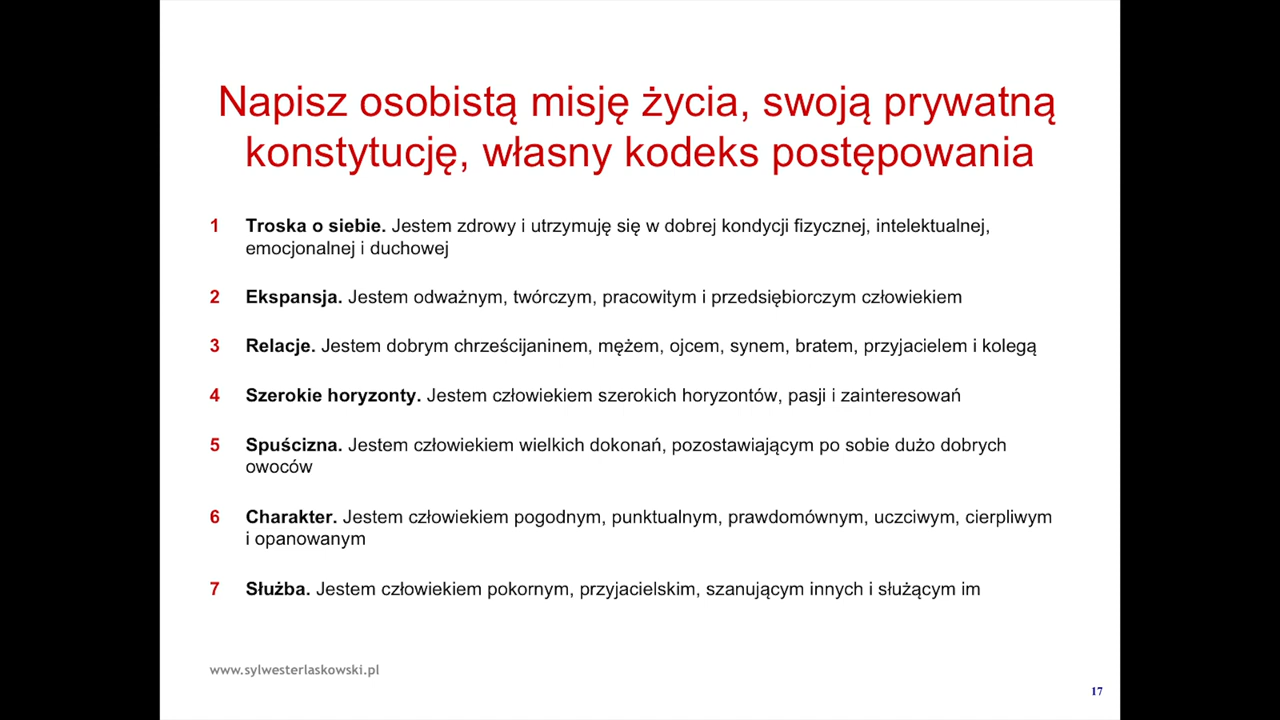 Napisz osobistą misję życia, swoją prywatną
konstytucję, własny kodeks postępowania
1 Troska o siebie. Jestem zdrowy i utrzymuję się w dobrej kondycji fizycznej, intelektualnej,
emocjonalnej i duchowej
2 Ekspansja. Jestem odważnym, twórczym, pracowitym i przedsiębiorczym człowiekiem
3 Relacje. Jestem dobrym chrześcijaninem, mężem, ojcem, synem, bratem, przyjacielem i kolegą
4 Szerokie horyzonty. Jestem człowiekiem szerokich horyzontów, pasji i zainteresowań
5 Spuścizna. Jestem człowiekiem wielkich dokonań, pozostawiającym po sobie dużo dobrych
owoców
6 Charakter. Jestem człowiekiem pogodnym, punktualnym, prawdomównym, uczciwym, cierpliwym
i opanowanym
7 Służba. Jestem człowiekiem pokornym, przyjacielskim, szanującym innych i służącym im
www.sylwesterlaskowski.pl
17